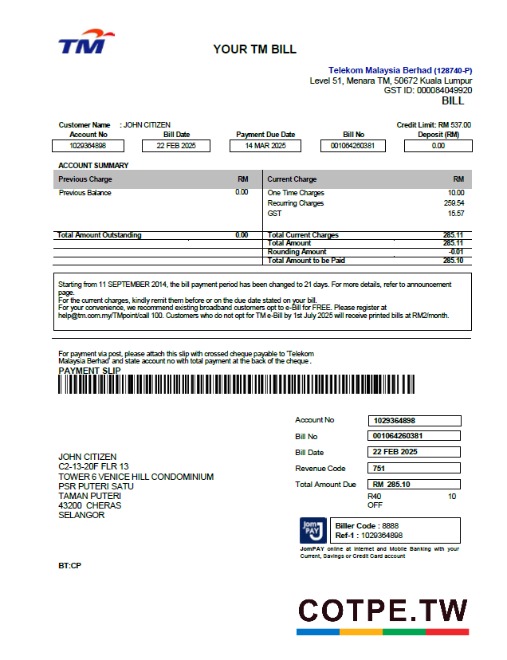 TM
YOUR TM BILL
Telekom Malaysia Berhad (128740-P)
Level 51, Menara TM, 50672 Kuala Lumpur
GST ID: 000084049920
BILL
Customer Name : JOHN CITIZEN
Credit Limit: RM 537.00
Account No Bill Date Payment Due Date Bill No Deposit (RM)
1029364898 22 FEB 2025 14 MAR 2025 001064260381 0.00
ACCOUNT SUMMARY
Previous Charge RM Current Charge RM
Previous Balance 0.00 One Time Charges 10.00
Recurring Charges 259.54
GST 15.57
Total Amount Outstanding 0.00 Total Current Charges 285.11
Total Amount 285.11
Rounding Amount -0.01
Total Amount to be Paid 285.10
Starting from 11 SEPTEMBER 2014, the bill payment period has been changed to 21 days. For more details, refer to announcement
page.
For the current charges, kindly remit them before or on the due date stated on your bill.
For your convenience, we recommend existing broadband customers opt to e-Bill for FREE. Please register at
help@tm.com.my/TMpoint/call 100. Customers who do not opt for TM e-Bill by 1st July 2025 will receive printed bills at RM2/month.
For payment via post, please attach this slip with crossed cheque payable to 'Telekom
Malaysia Berhad' and state account no with total payment at the back of the cheque .
PAYMENT SLIP
Account No 1029364898
Bill No 001064260381
Bill Date 22 FEB 2025
Revenue Code 751
Total Amount Due RM 285.10
R40 10
OFF
JOHN CITIZEN
C2-13-20F FLR 13
TOWER 6 VENICE HILL CONDOMINIUM
PSR PUTERI SATU
TAMAN PUTERI
43200 CHERAS
SELANGOR
Jom
PAY
Biller Code : 8888
Ref-1 : 1029364898
JomPAY online at Internet and Mobile Banking with your
Current, Savings or Credit Card account
BT:CP
COTPE.TW